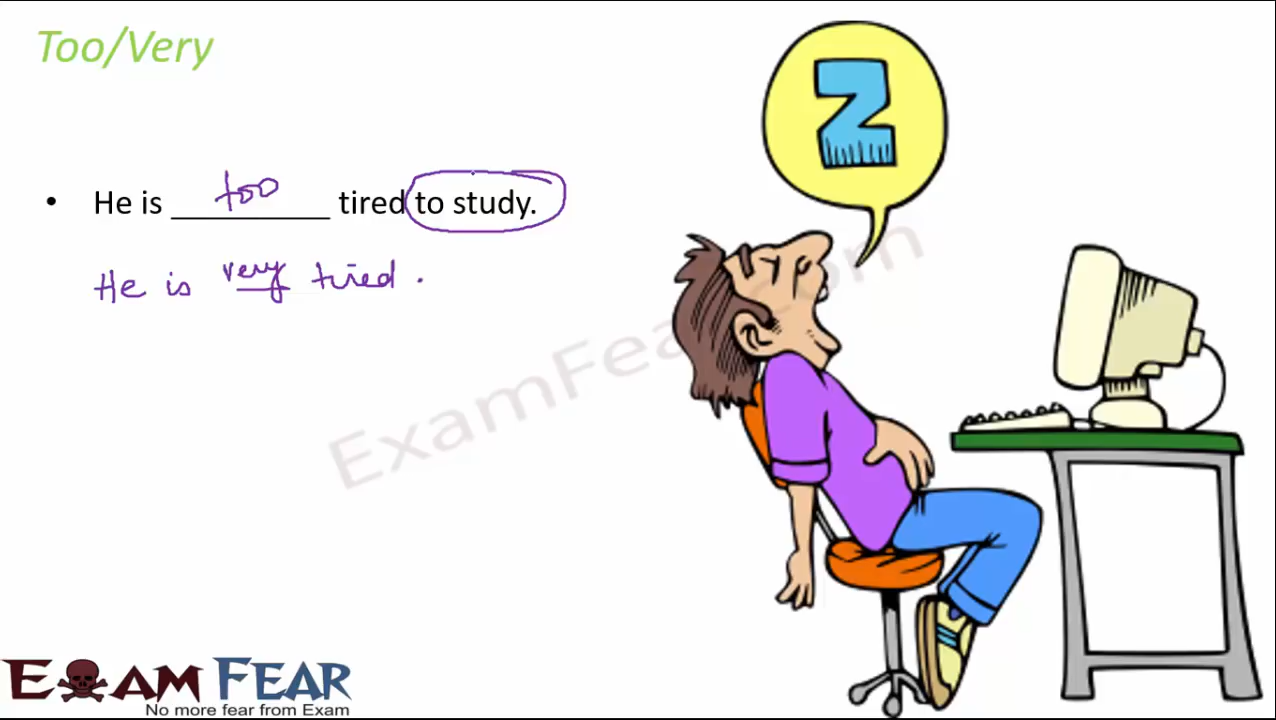 Too/Very
Z
• He is too tired to study.
He is very tired.
ExamFear.com
EXAM FEAR
No more fear from Exam